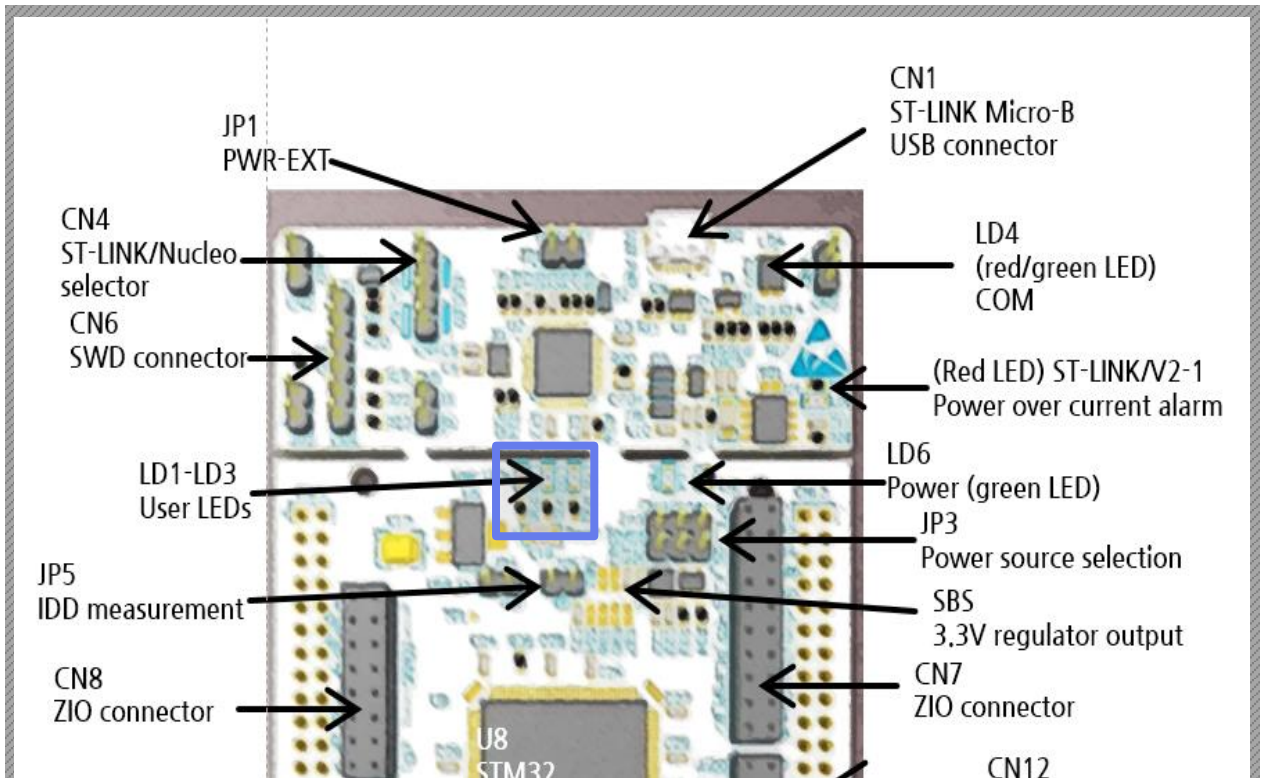 CN1
ST-LINK Micro-B
USB connector
JP1
PWR-EXT
CN4
ST-LINK/Nucleo
selector
LD4
(red/green LED)
COM
CN6
SWD connector
(Red LED) ST-LINK/V2-1
Power over current alarm
LD1-LD3
User LEDs
LD6
Power (green LED)
JP3
Power source selection
JP5
IDD measurement
SBS
3.3V regulator output
CN8
ZIO connector
CN7
ZIO connector
U8
STM32
CN12